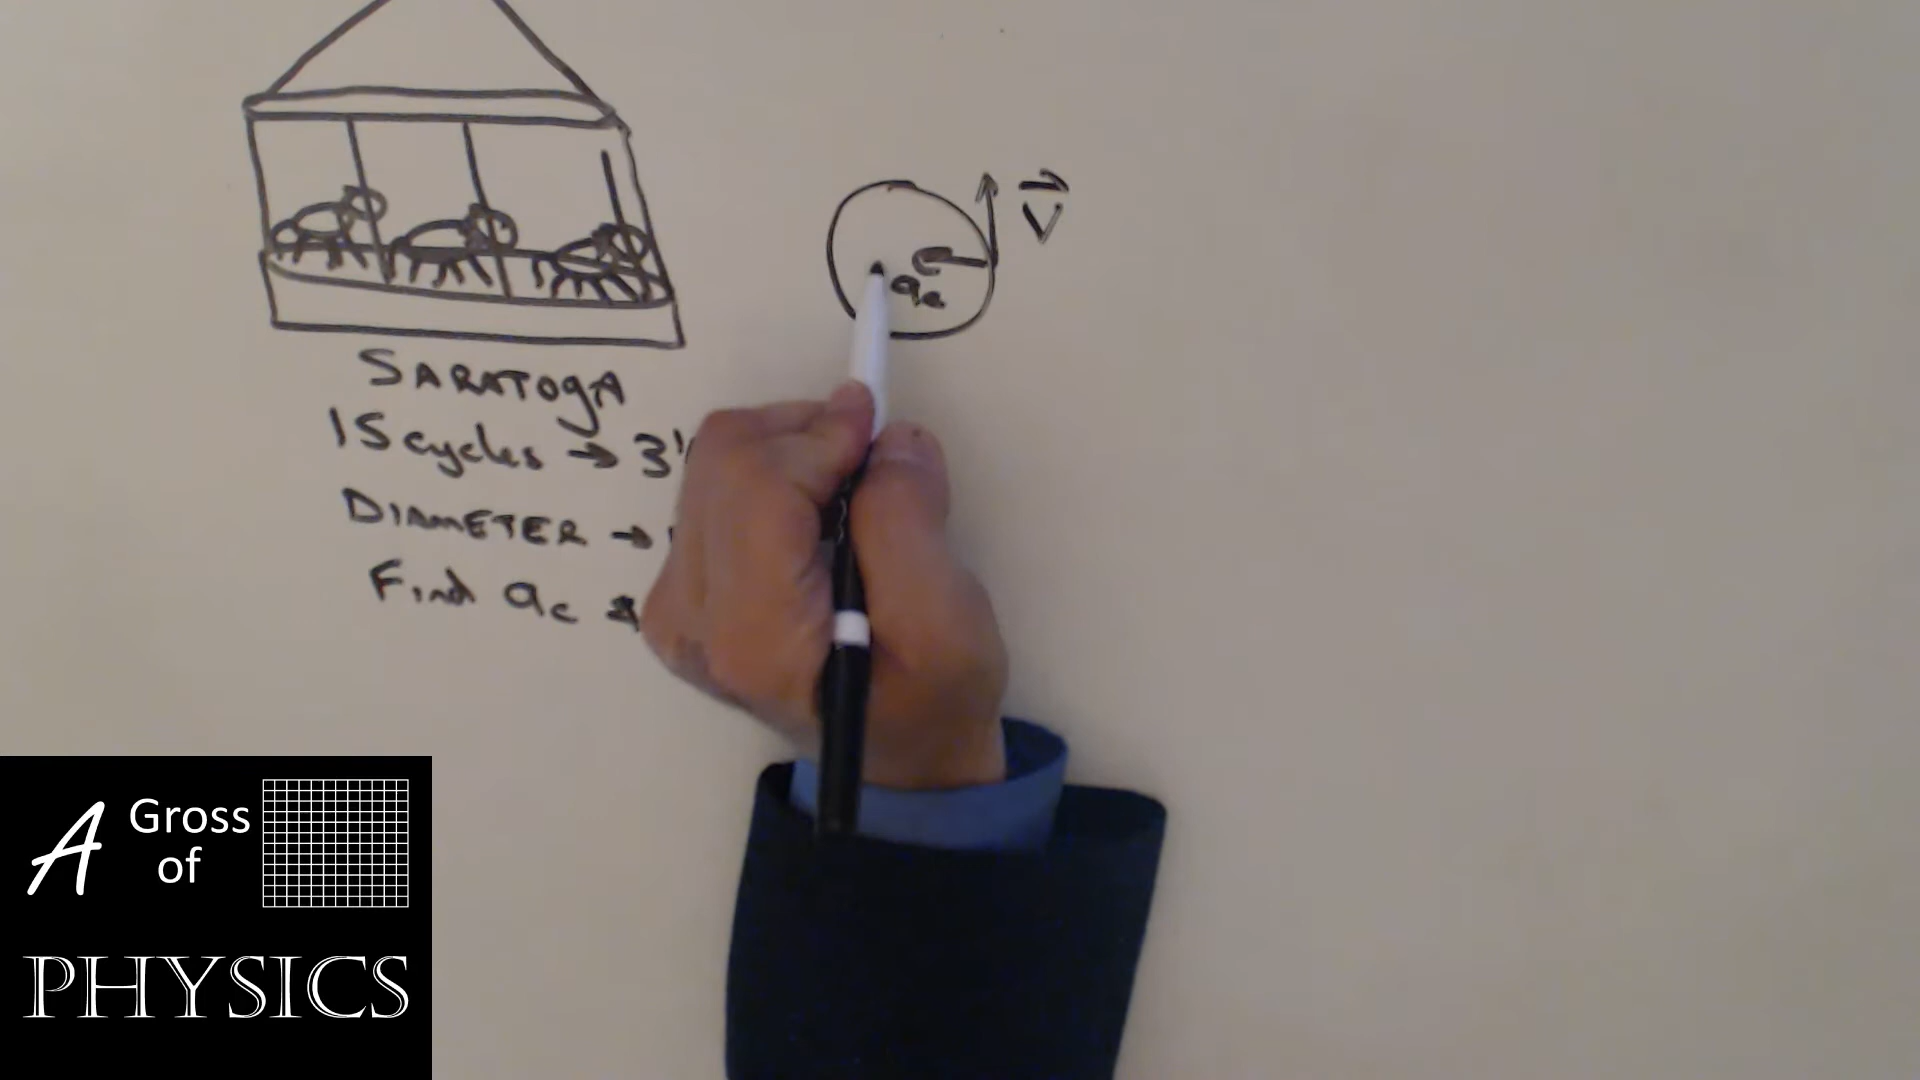 SARATOGA
15 cycles → 3'
DIAMETER →
Find ac &
V
ac
A Gross
of
PHYSICS